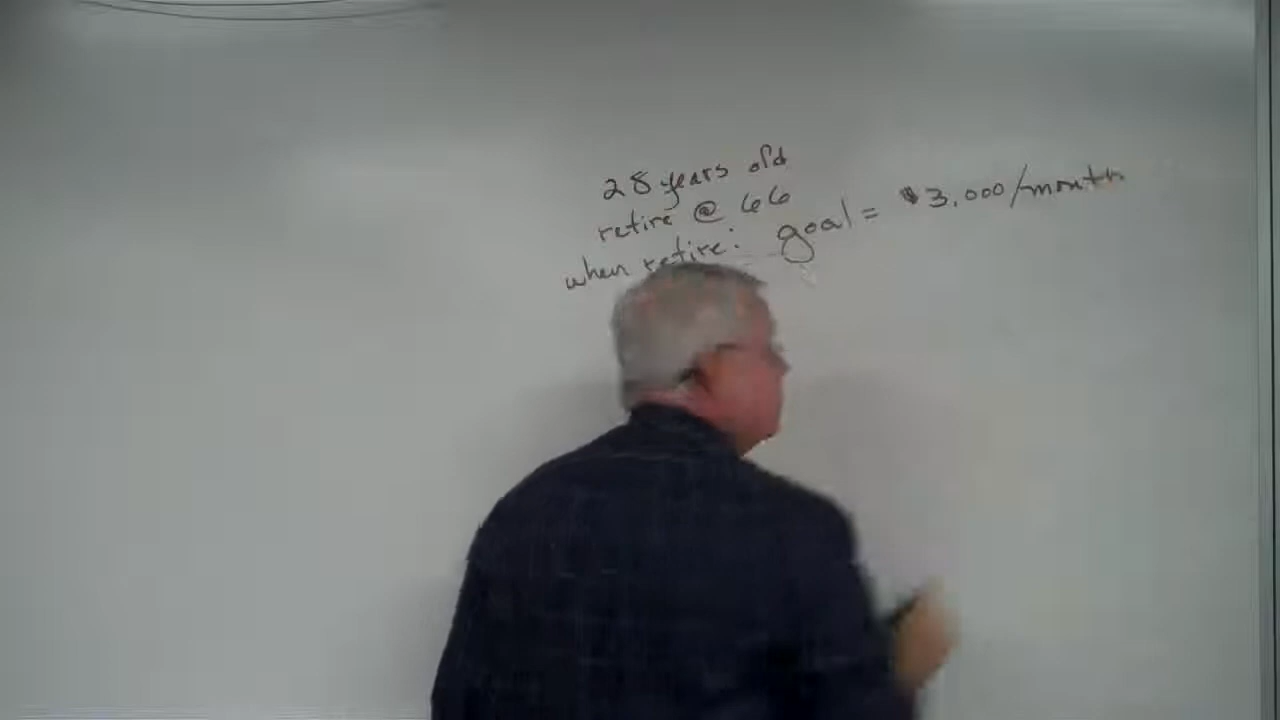 28 years old
retire @ 66
when retire: goal = $3,000/month